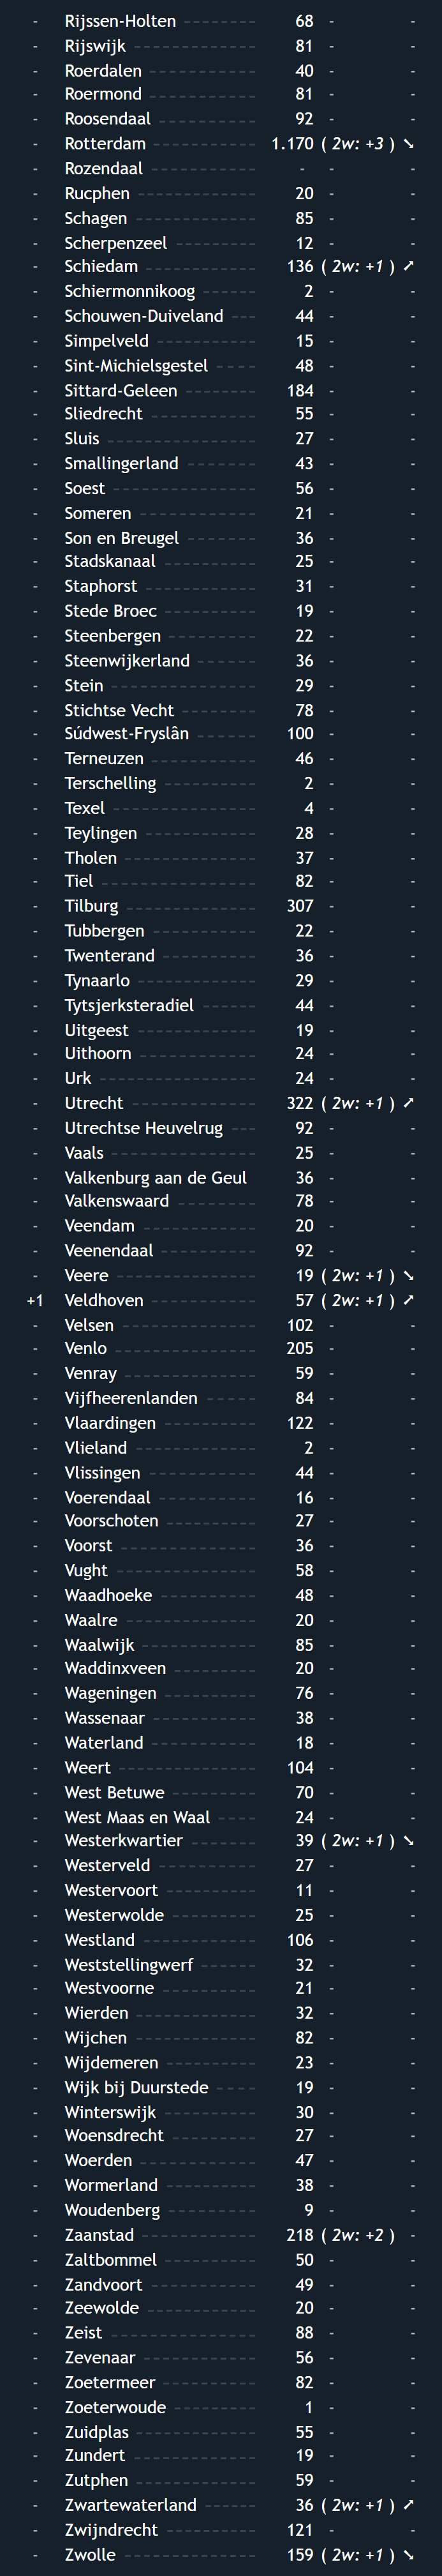 - Rijssen-Holten 68 - -
- Rijswijk 81 - -
- Roerdalen 40 - -
- Roermond 81 - -
- Roosendaal 92 - -
- Rotterdam 1.170 ( 2w: +3 ) ➘
- Rozendaal - - -
- Rucphen 20 - -
- Schagen 85 - -
- Scherpenzeel 12 - -
- Schiedam 136 ( 2w: +1 ) ➚
- Schiermonnikoog 2 - -
- Schouwen-Duiveland 44 - -
- Simpelveld 15 - -
- Sint-Michielsgestel 48 - -
- Sittard-Geleen 184 - -
- Sliedrecht 55 - -
- Sluis 27 - -
- Smallingerland 43 - -
- Soest 56 - -
- Someren 21 - -
- Son en Breugel 36 - -
- Stadskanaal 25 - -
- Staphorst 31 - -
- Stede Broec 19 - -
- Steenbergen 22 - -
- Steenwijkerland 36 - -
- Stein 29 - -
- Stichtse Vecht 78 - -
- Súdwest-Fryslân 100 - -
- Terneuzen 46 - -
- Terschelling 2 - -
- Texel 4 - -
- Teylingen 28 - -
- Tholen 37 - -
- Tiel 82 - -
- Tilburg 307 - -
- Tubbergen 22 - -
- Twenterand 36 - -
- Tynaarlo 29 - -
- Tytsjerksteradiel 44 - -
- Uitgeest 19 - -
- Uithoorn 24 - -
- Urk 24 - -
- Utrecht 322 ( 2w: +1 ) ➚
- Utrechtse Heuvelrug 92 - -
- Vaals 25 - -
- Valkenburg aan de Geul 36 - -
- Valkenswaard 78 - -
- Veendam 20 - -
- Veenendaal 92 - -
- Veere 19 ( 2w: +1 ) ➘
+1 Veldhoven 57 ( 2w: +1 ) ➚
- Velsen 102 - -
- Venlo 205 - -
- Venray 59 - -
- Vijfheerenlanden 84 - -
- Vlaardingen 122 - -
- Vlieland 2 - -
- Vlissingen 44 - -
- Voerendaal 16 - -
- Voorschoten 27 - -
- Voorst 36 - -
- Vught 58 - -
- Waadhoeke 48 - -
- Waalre 20 - -
- Waalwijk 85 - -
- Waddinxveen 20 - -
- Wageningen 76 - -
- Wassenaar 38 - -
- Waterland 18 - -
- Weert 104 - -
- West Betuwe 70 - -
- West Maas en Waal 24 - -
- Westerkwartier 39 ( 2w: +1 ) ➘
- Westerveld 27 - -
- Westervoort 11 - -
- Westerwolde 25 - -
- Westland 106 - -
- Weststellingwerf 32 - -
- Westvoorne 21 - -
- Wierden 32 - -
- Wijchen 82 - -
- Wijdemeren 23 - -
- Wijk bij Duurstede 19 - -
- Winterswijk 30 - -
- Woensdrecht 27 - -
- Woerden 47 - -
- Wormerland 38 - -
- Woudenberg 9 - -
- Zaanstad 218 ( 2w: +2 ) -
- Zaltbommel 50 - -
- Zandvoort 49 - -
- Zeewolde 20 - -
- Zeist 88 - -
- Zevenaar 56 - -
- Zoetermeer 82 - -
- Zoeterwoude 1 - -
- Zuidplas 55 - -
- Zundert 19 - -
- Zutphen 59 - -
- Zwartewaterland 36 ( 2w: +1 ) ➚
- Zwijndrecht 121 - -
- Zwolle 159 ( 2w: +1 ) ➘